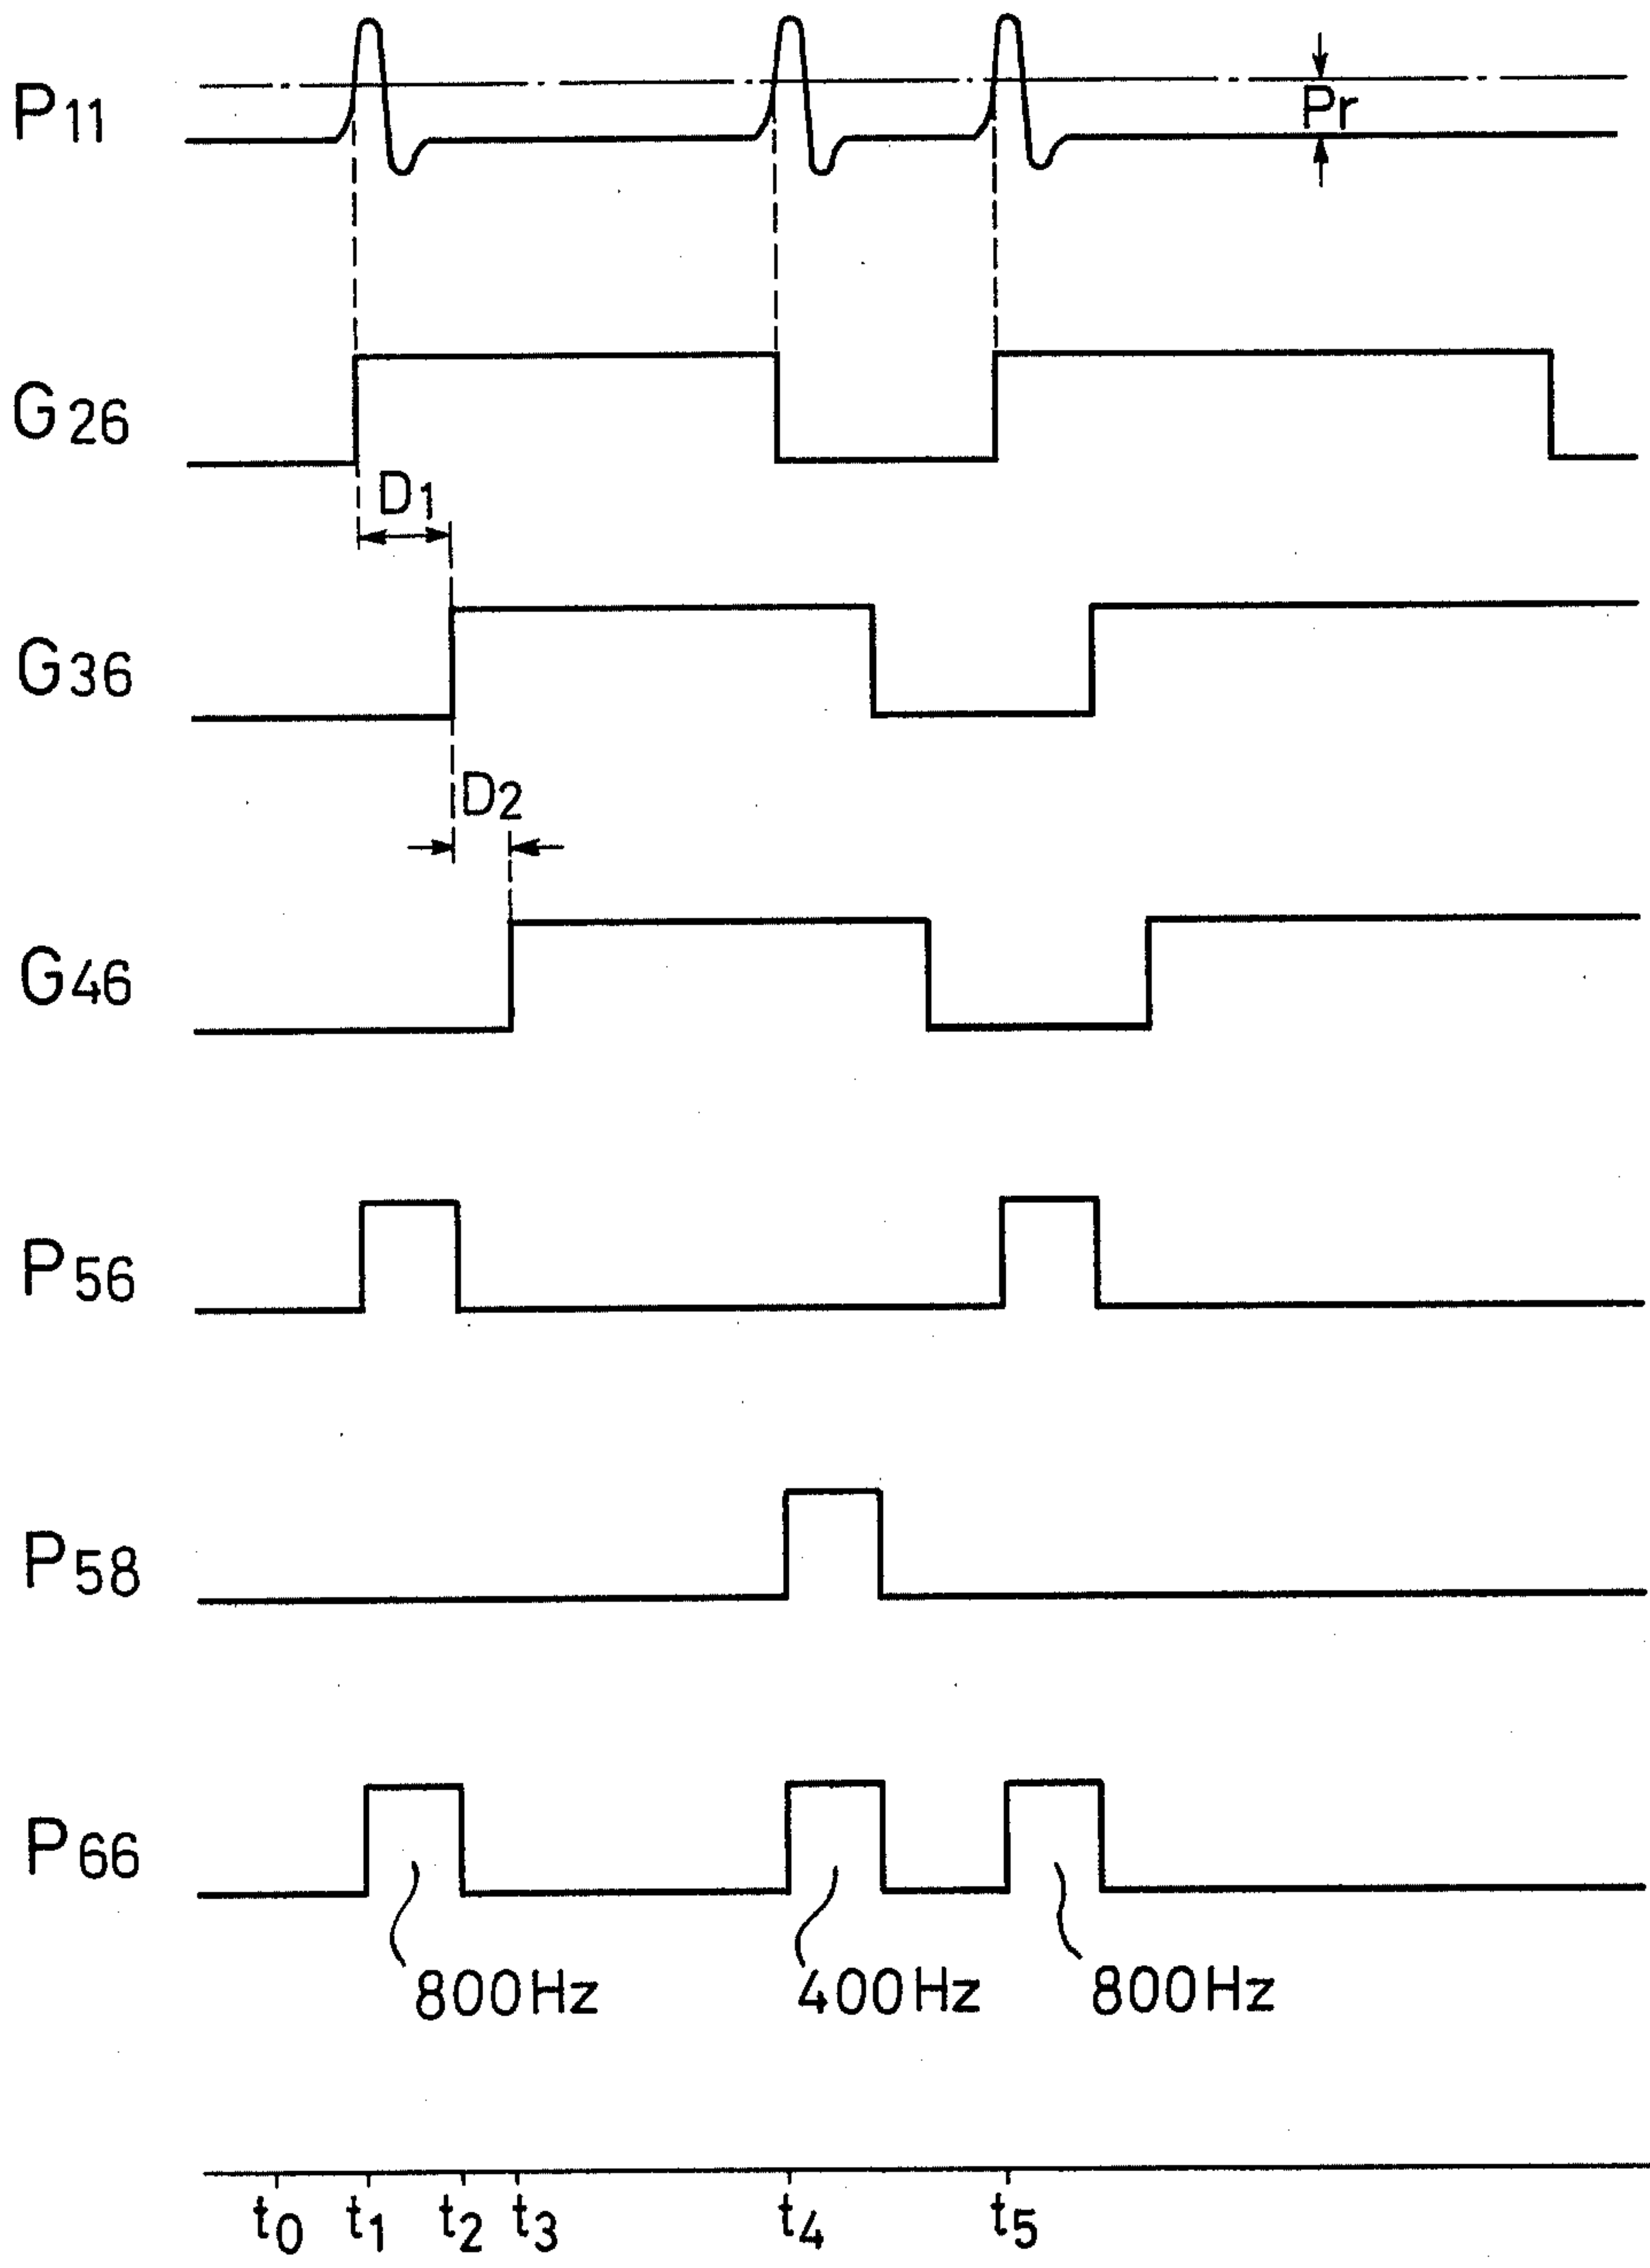 P11
Pr
G26
D1
G36
D2
G46
P56
P58
P66
800Hz 400Hz 800Hz
t0 t1 t2 t3 t4 t5